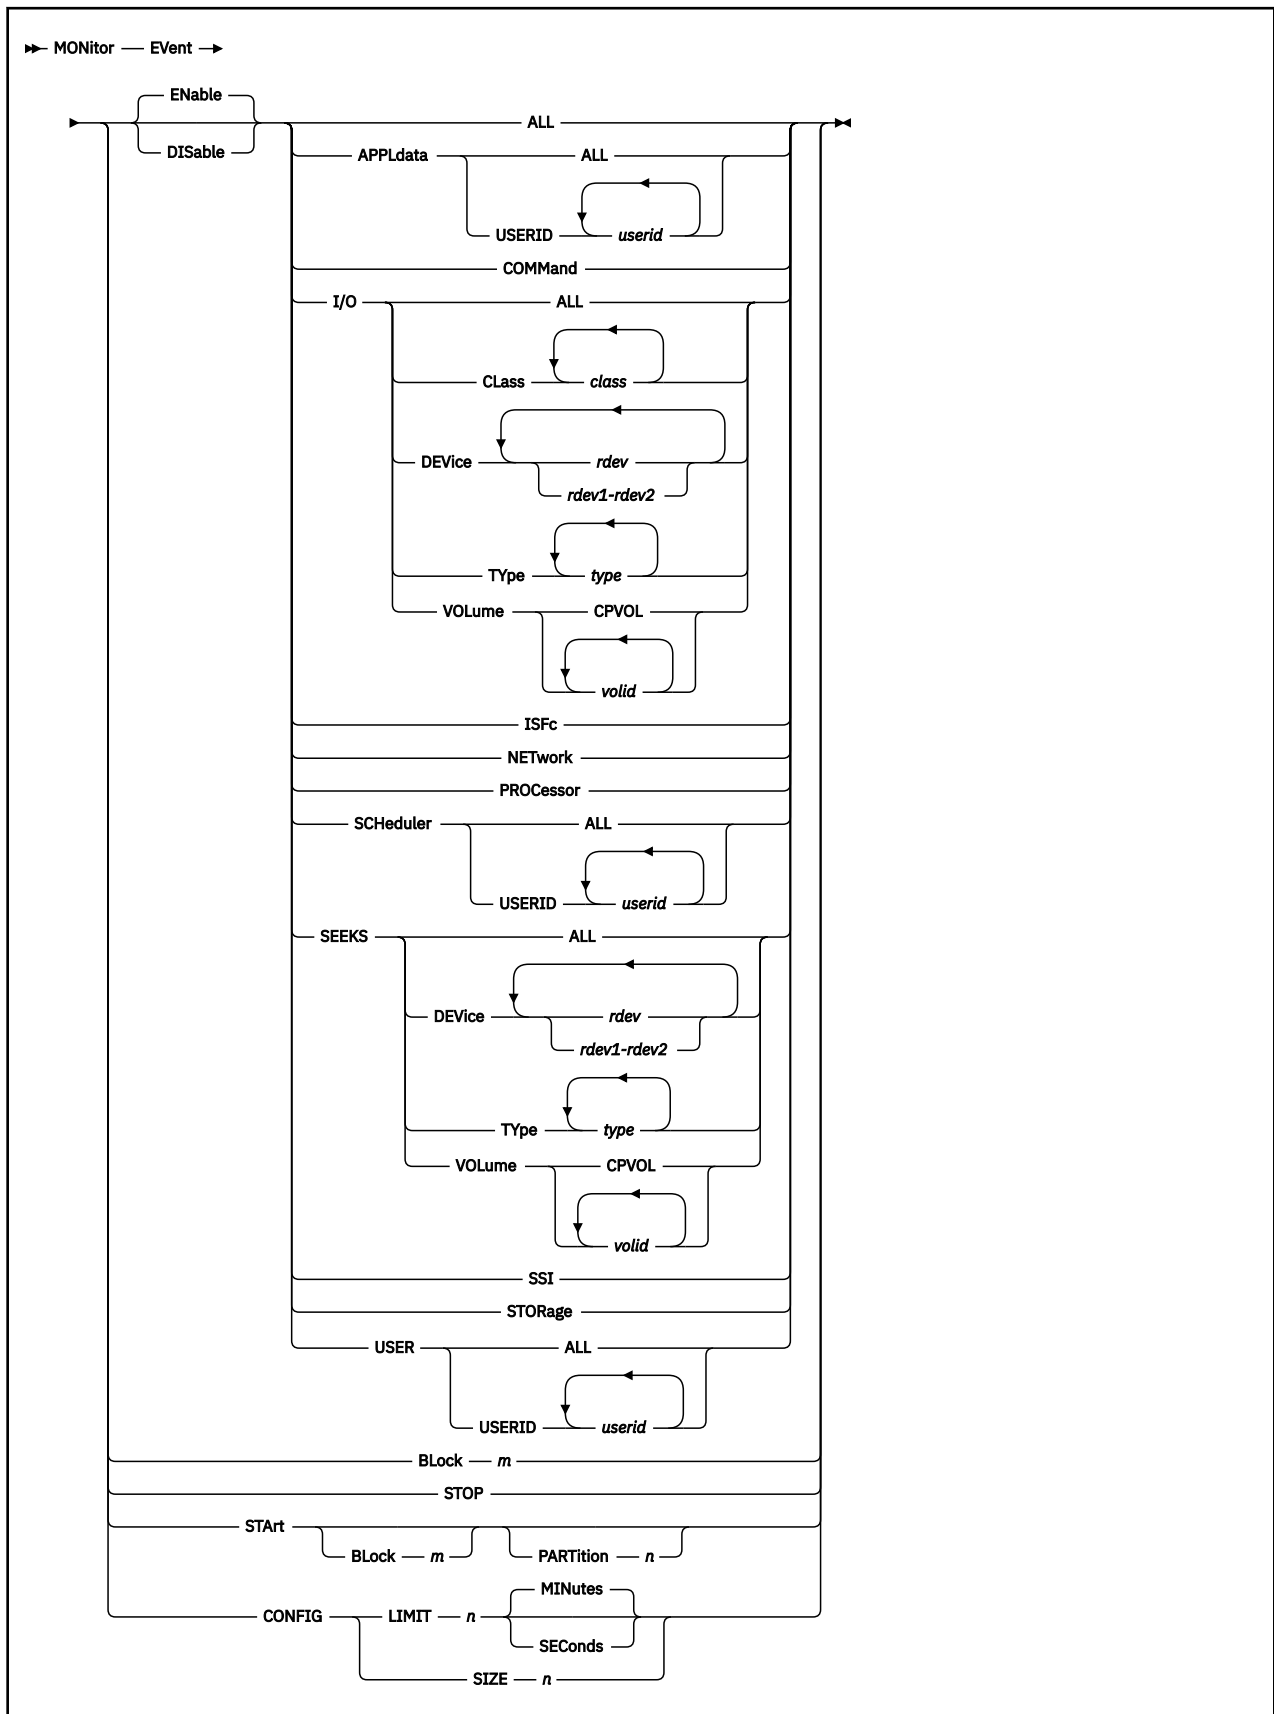 MONitor EVent
ENable
DISable
ALL
APPLdata ALL
USERID userid
COMMand
I/O ALL
CLass class
DEVice rdev
rdev1-rdev2
TYpe type
VOLume CPVOL
volid
ISFc
NETwork
PROCessor
SCHeduler ALL
USERID userid
SEEKS ALL
DEVice rdev
rdev1-rdev2
TYpe type
VOLume CPVOL
volid
SSI
STORage
USER ALL
USERID userid
BLock m
STOP
STArt
BLock m PARTition n
MINutes
CONFIG LIMIT n
SEConds
SIZE n